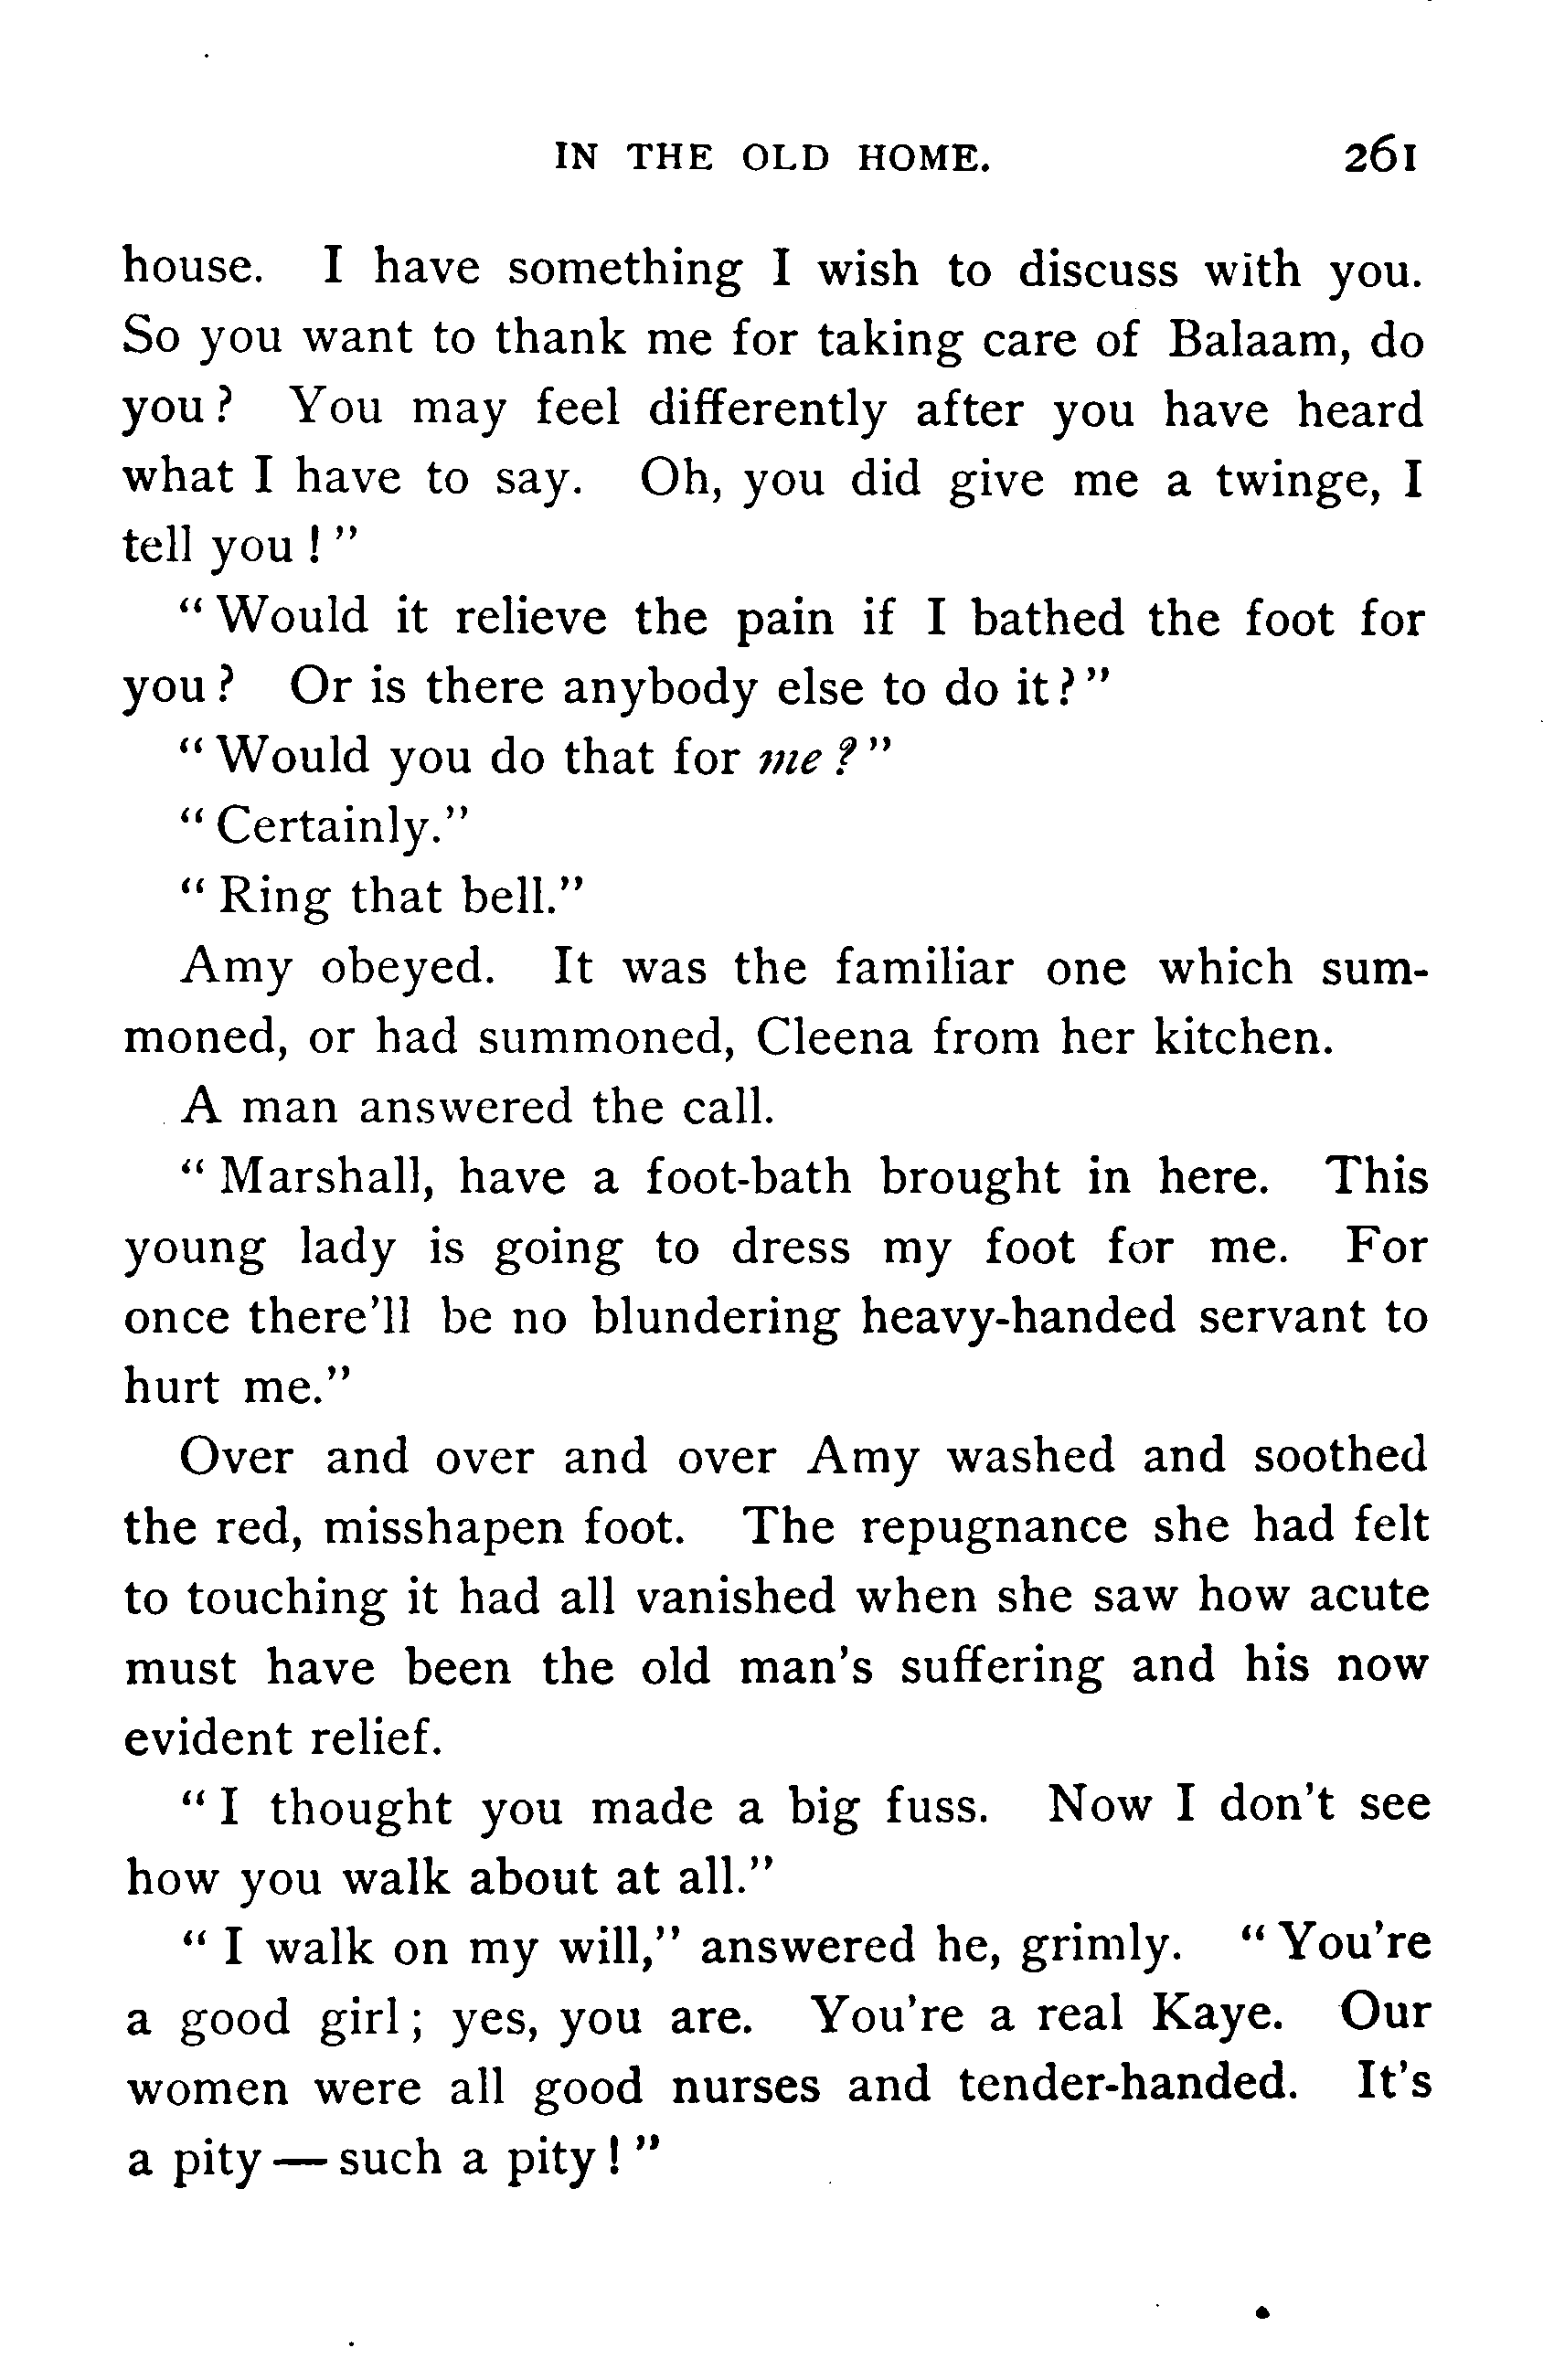 IN THE OLD HOME. 261
house. I have something I wish to discuss with you.
So you want to thank me for taking care of Balaam, do
you? You may feel differently after you have heard
what I have to say. Oh, you did give me a twinge, I
tell you!"
"Would it relieve the pain if I bathed the foot for
you? Or is there anybody else to do it?"
"Would you do that for me?"
"Certainly."
"Ring that bell."
Amy obeyed. It was the familiar one which sum-
moned, or had summoned, Cleena from her kitchen.
A man answered the call.
"Marshall, have a foot-bath brought in here. This
young lady is going to dress my foot for me. For
once there'll be no blundering heavy-handed servant to
hurt me."
Over and over and over Amy washed and soothed
the red, misshapen foot. The repugnance she had felt
to touching it had all vanished when she saw how acute
must have been the old man's suffering and his now
evident relief.
"I thought you made a big fuss. Now I don't see
how you walk about at all."
"I walk on my will," answered he, grimly. "You're
a good girl; yes, you are. You're a real Kaye. Our
women were all good nurses and tender-handed. It's
a pity—such a pity!"